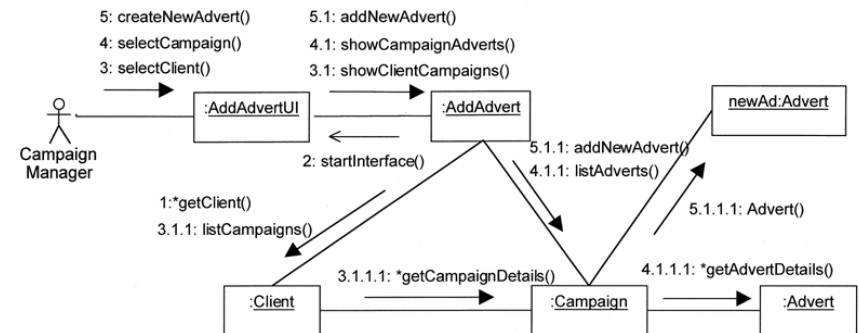 5: createNewAdvert()
4: selectCampaign()
3: selectClient()
5.1: addNewAdvert()
4.1: showCampaignAdverts()
3.1: showClientCampaigns()
:AddAdvertUI
:AddAdvert
newAd:Advert
Campaign
Manager
2: startInterface()
5.1.1: addNewAdvert()
4.1.1: listAdverts()
1:*getClient()
3.1.1: listCampaigns()
5.1.1.1: Advert()
3.1.1.1: *getCampaignDetails()
4.1.1.1: *getAdvertDetails()
:Client
:Campaign
:Advert